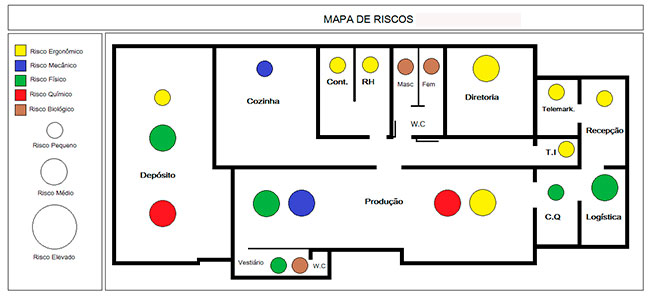 MAPA DE RISCOS
Risco Ergonômico
Risco Mecânico
Risco Físico
Risco Químico
Risco Biológico
Risco Pequeno
Risco Médio
Risco Elevado
Cozinha
Cont.
RH
Masc
Fem
W.C
Diretoria
Telemark.
Recepção
T.I
Depósito
Produção
C.Q
Logística
Vestiário
W.C